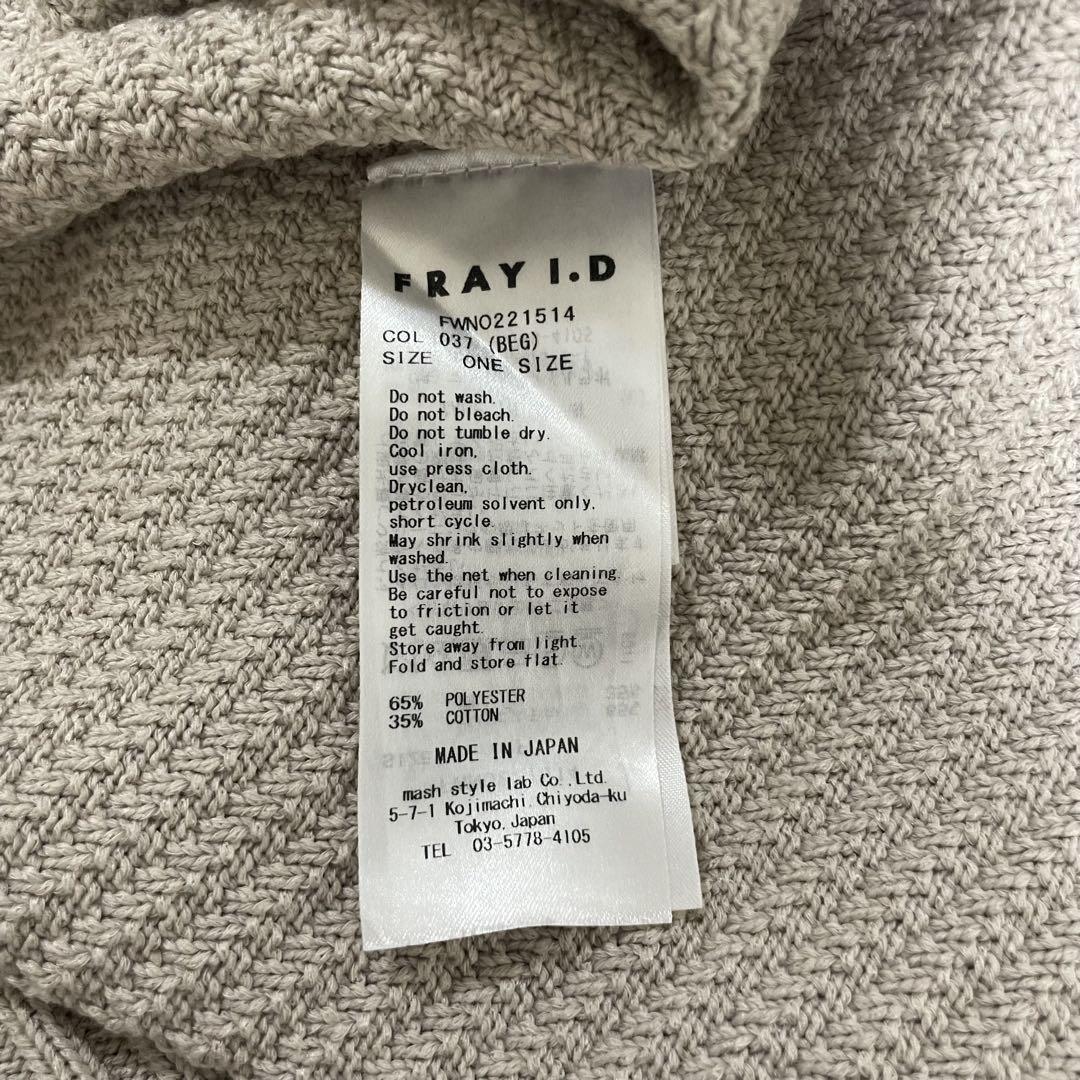 FRAY I.D
FWNO221514
COL 037 (BEG)
SIZE ONE SIZE
Do not wash.
Do not bleach.
Do not tumble dry.
Cool iron,
use press cloth.
Dryclean,
petroleum solvent only.
short cycle.
May shrink slightly when
washed.
Use the net when cleaning.
Be careful not to expose
to friction or let it
get caught.
Store away from light.
Fold and store flat.
65% POLYESTER
35% COTTON
MADE IN JAPAN
mash style lab Co.,Ltd.
5-7-1 Kojimachi,Chiyoda-ku
Tokyo,Japan
TEL 03-5778-4105